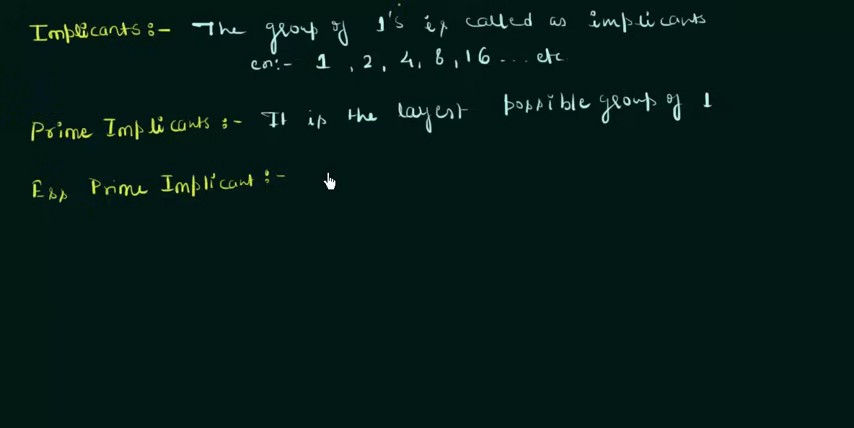 Implicants :- The group of 1's is called as implicants
ex:- 1, 2, 4, 8, 16 ... etc
Prime Implicants :- It is the largest possible group of 1
Ess Prime Implicant :-